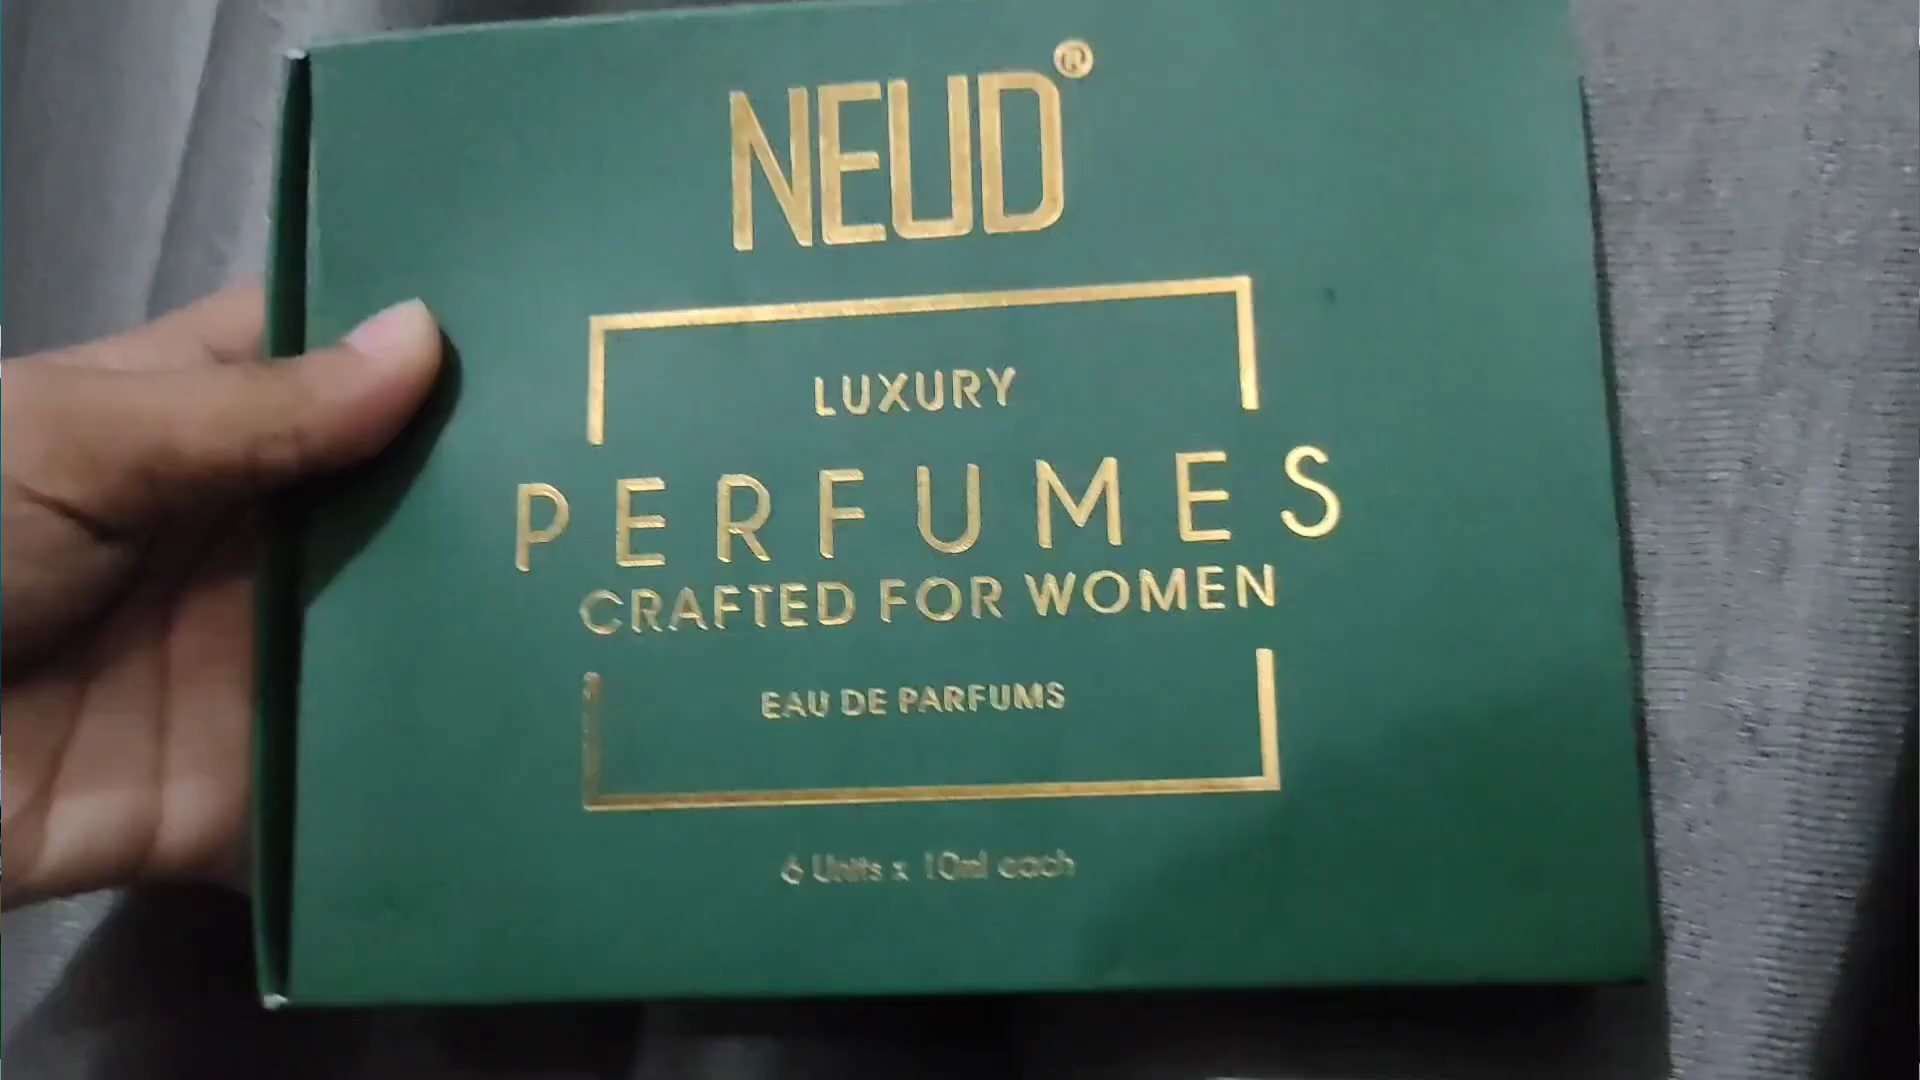 NEUD®
LUXURY
PERFUMES
CRAFTED FOR WOMEN
EAU DE PARFUMS
6 Units x 10ml each